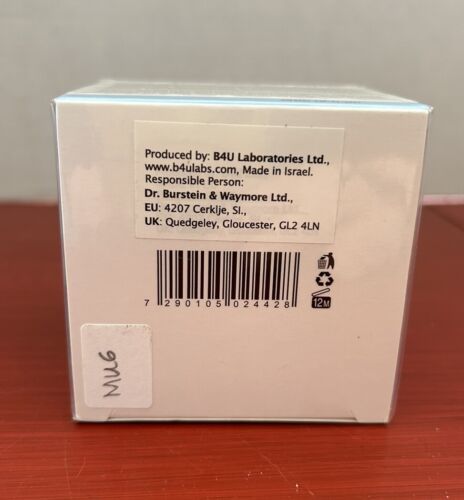 Produced by: B4U Laboratories Ltd.,
www.b4ulabs.com, Made in Israel.
Responsible Person:
Dr. Burstein & Waymore Ltd.,
EU: 4207 Cerklje, Sl.,
UK: Quedgeley, Gloucester, GL2 4LN
7 290105 024428
12M
MU6